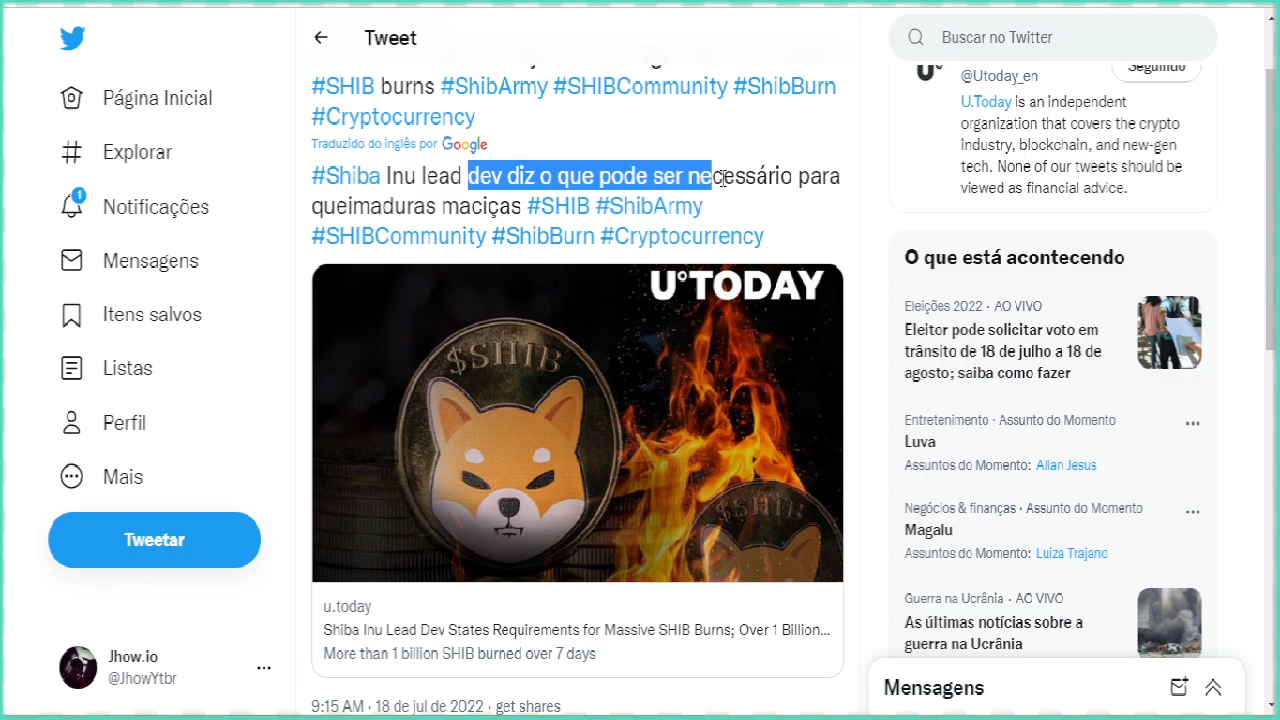 Página Inicial
Explorar
1
Notificações
Mensagens
Itens salvos
Listas
Perfil
Mais
Tweetar
Jhow.io
@JhowYtbr
Tweet
#SHIB burns #ShibArmy #SHIBCommunity #ShibBurn
#Cryptocurrency
Traduzido do inglês por Google
#Shiba Inu lead dev diz o que pode ser necessário para
queimaduras maciças #SHIB #ShibArmy
#SHIBCommunity #ShibBurn #Cryptocurrency
U°TODAY
$SHIB
$SHIB
u.today
Shiba Inu Lead Dev States Requirements for Massive SHIB Burns; Over 1 Billion...
More than 1 billion SHIB burned over 7 days
9:15 AM · 18 de jul de 2022 · get shares
Buscar no Twitter
U°
@Utoday_en
Seguindo
U.Today is an independent
organization that covers the crypto
industry, blockchain, and new-gen
tech. None of our tweets should be
viewed as financial advice.
O que está acontecendo
Eleições 2022 · AO VIVO
Eleitor pode solicitar voto em
trânsito de 18 de julho a 18 de
agosto; saiba como fazer
Entretenimento · Assunto do Momento
Luva
Assuntos do Momento: Allan Jesus
Negócios & finanças · Assunto do Momento
Magalu
Assuntos do Momento: Luiza Trajano
Guerra na Ucrânia · AO VIVO
As últimas notícias sobre a
guerra na Ucrânia
Mensagens